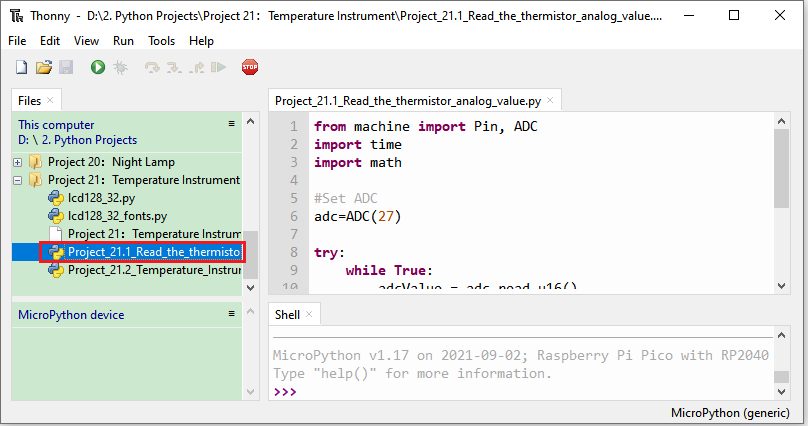 Thonny - D:\2. Python Projects\Project 21：Temperature Instrument\Project_21.1_Read_the_thermistor_analog_value....
File Edit View Run Tools Help
STOP
Files
This computer
D: \ 2. Python Projects
Project 20：Night Lamp
Project 21：Temperature Instrument
lcd128_32.py
lcd128_32_fonts.py
Project 21：Temperature Instrum
Project_21.1_Read_the_thermisto
Project_21.2_Temperature_Instrur
MicroPython device
Project_21.1_Read_the_thermistor_analog_value.py
1 from machine import Pin, ADC
2 import time
3 import math
4
5 #Set ADC
6 adc=ADC(27)
7
8 try:
9 while True:
10 adcValue = adc.read_u16()
Shell
MicroPython v1.17 on 2021-09-02; Raspberry Pi Pico with RP2040
Type "help()" for more information.
>>>
MicroPython (generic)